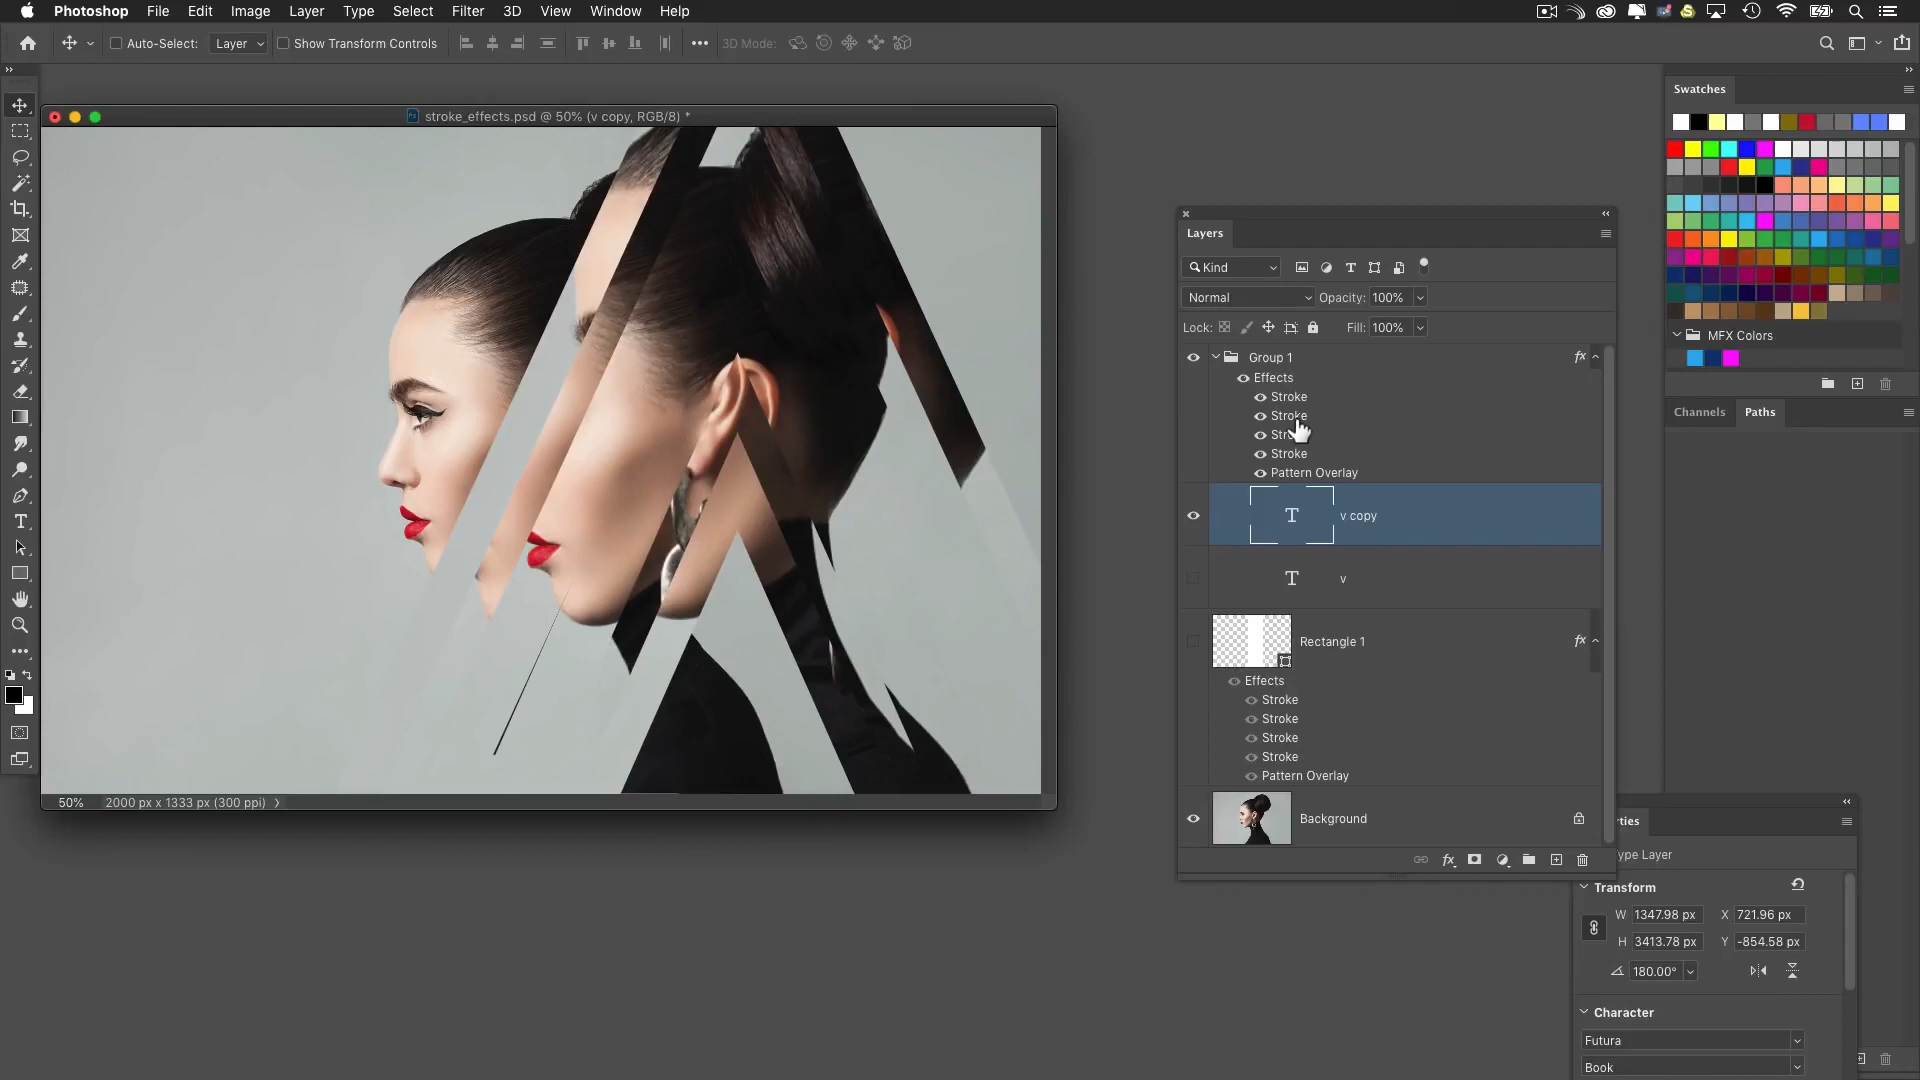 Photoshop File Edit Image Layer Type Select Filter 3D View Window Help
Auto-Select: Layer Show Transform Controls ••• 3D Mode:
Swatches
stroke_effects.psd @ 50% (v copy, RGB/8) *
Layers
Kind
Normal Opacity: 100%
Lock: Fill: 100%
MFX Colors
Group 1 fx
Effects
Stroke
Stroke
Stroke
Pattern Overlay
Channels Paths
T v copy
T v
Rectangle 1 fx
Effects
Stroke
Stroke
Stroke
Stroke
Pattern Overlay
Background
50% 2000 px x 1333 px (300 ppi)
fx
Type Layer
Transform
W 1347.98 px X 721.96 px
H 3413.78 px Y -854.58 px
180.00°
Character
Futura
Book